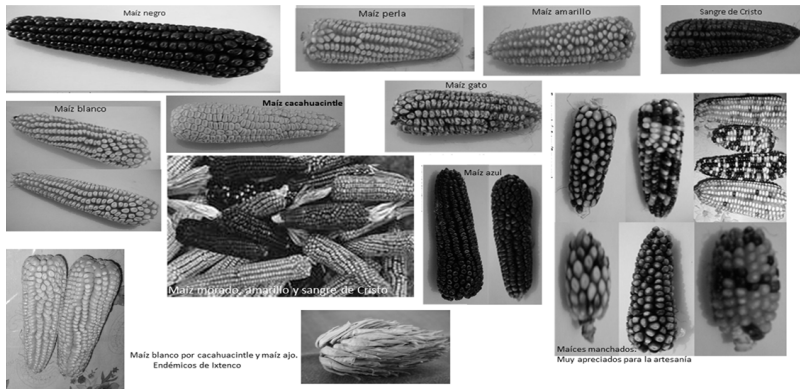 Maíz negro
Maíz perla
Maíz amarillo
Sangre de Cristo
Maíz blanco
Maíz cacahuacintle
Maíz gato
Maíz azul
Maíz morado, amarillo y sangre de Cristo
Maíz blanco por cacahuacintle y maíz ajo.
Endémicos de Ixtenco
Maíces manchados.
Muy apreciados para la artesanía